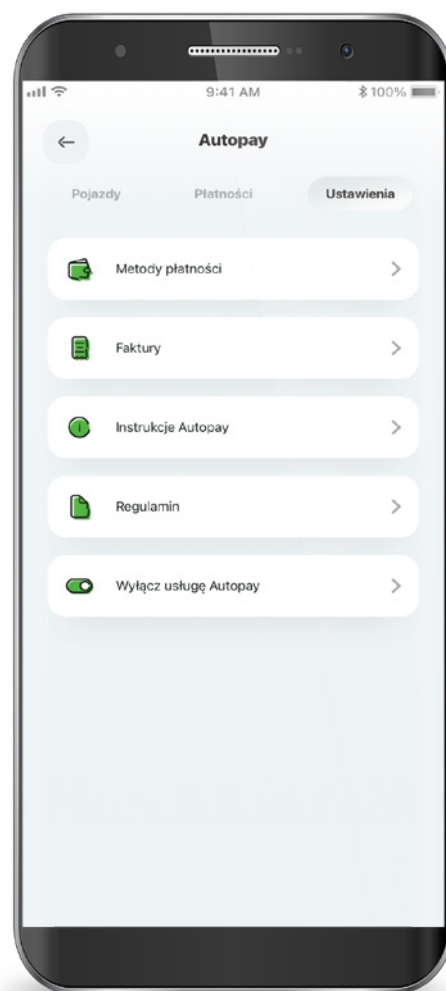 9:41 AM
100%
Autopay
Pojazdy
Płatności
Ustawienia
Metody płatności
Faktury
Instrukcje Autopay
Regulamin
Wyłącz usługę Autopay